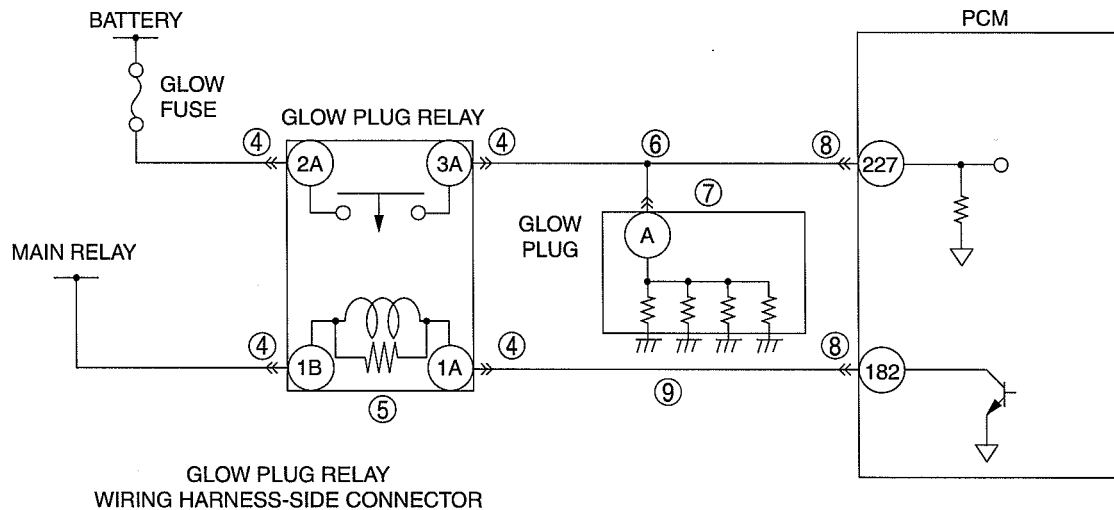 BATTERY
PCM
GLOW
FUSE
GLOW PLUG RELAY
④
④
⑥
⑧
2A
3A
227
⑦
GLOW
PLUG
A
MAIN RELAY
④
④
⑧
1B
1A
182
⑤
⑨
GLOW PLUG RELAY
WIRING HARNESS-SIDE CONNECTOR